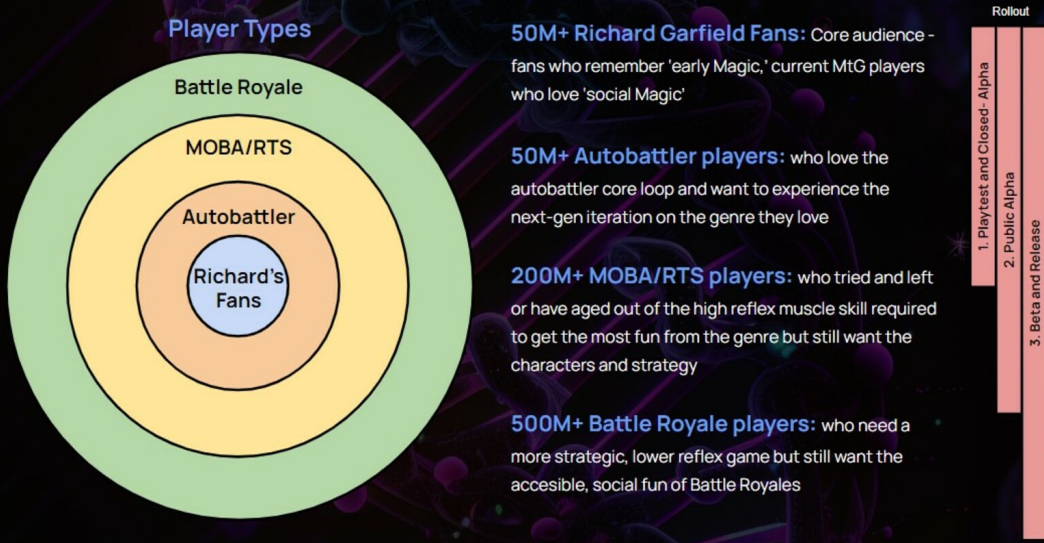 Player Types
Battle Royale
MOBA/RTS
Autobattler
Richard's
Fans
50M+ Richard Garfield Fans: Core audience -
fans who remember 'early Magic,' current MtG players
who love 'social Magic'
50M+ Autobattler players: who love the
autobattler core loop and want to experience the
next-gen iteration on the genre they love
200M+ MOBA/RTS players: who tried and left
or have aged out of the high reflex muscle skill required
to get the most fun from the genre but still want the
characters and strategy
500M+ Battle Royale players: who need a
more strategic, lower reflex game but still want the
accesible, social fun of Battle Royales
Rollout
1. Playtest and Closed- Alpha
2. Public Alpha
3. Beta and Release